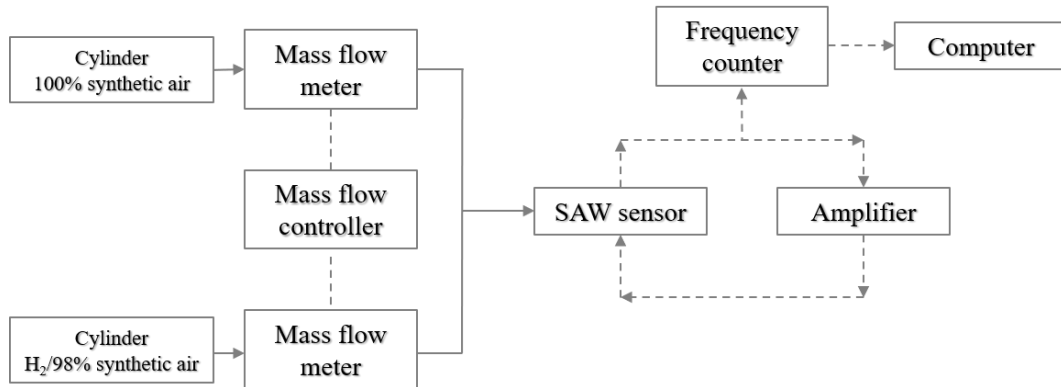 Cylinder
100% synthetic air
Mass flow
meter
Frequency
counter
Computer
Mass flow
controller
SAW sensor
Amplifier
Cylinder
H₂/98% synthetic air
Mass flow
meter